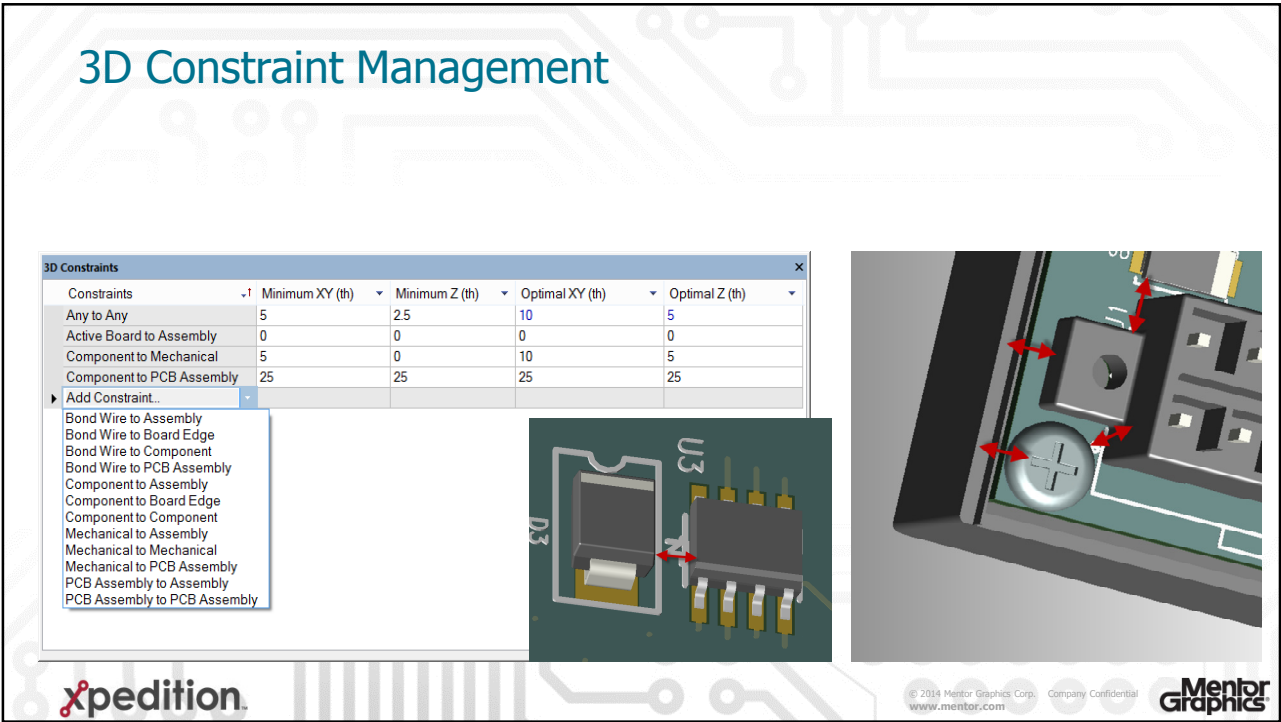 3D Constraint Management
3D Constraints
Constraints Minimum XY (th) Minimum Z (th) Optimal XY (th) Optimal Z (th)
Any to Any 5 2.5 10 5
Active Board to Assembly 0 0 0 0
Component to Mechanical 5 0 10 5
Component to PCB Assembly 25 25 25 25
Add Constraint...
Bond Wire to Assembly
Bond Wire to Board Edge
Bond Wire to Component
Bond Wire to PCB Assembly
Component to Assembly
Component to Board Edge
Component to Component
Mechanical to Assembly
Mechanical to Mechanical
Mechanical to PCB Assembly
PCB Assembly to Assembly
PCB Assembly to PCB Assembly
U3
D3
J1
xpedition
© 2014 Mentor Graphics Corp. Company Confidential
www.mentor.com
Mentor
Graphics